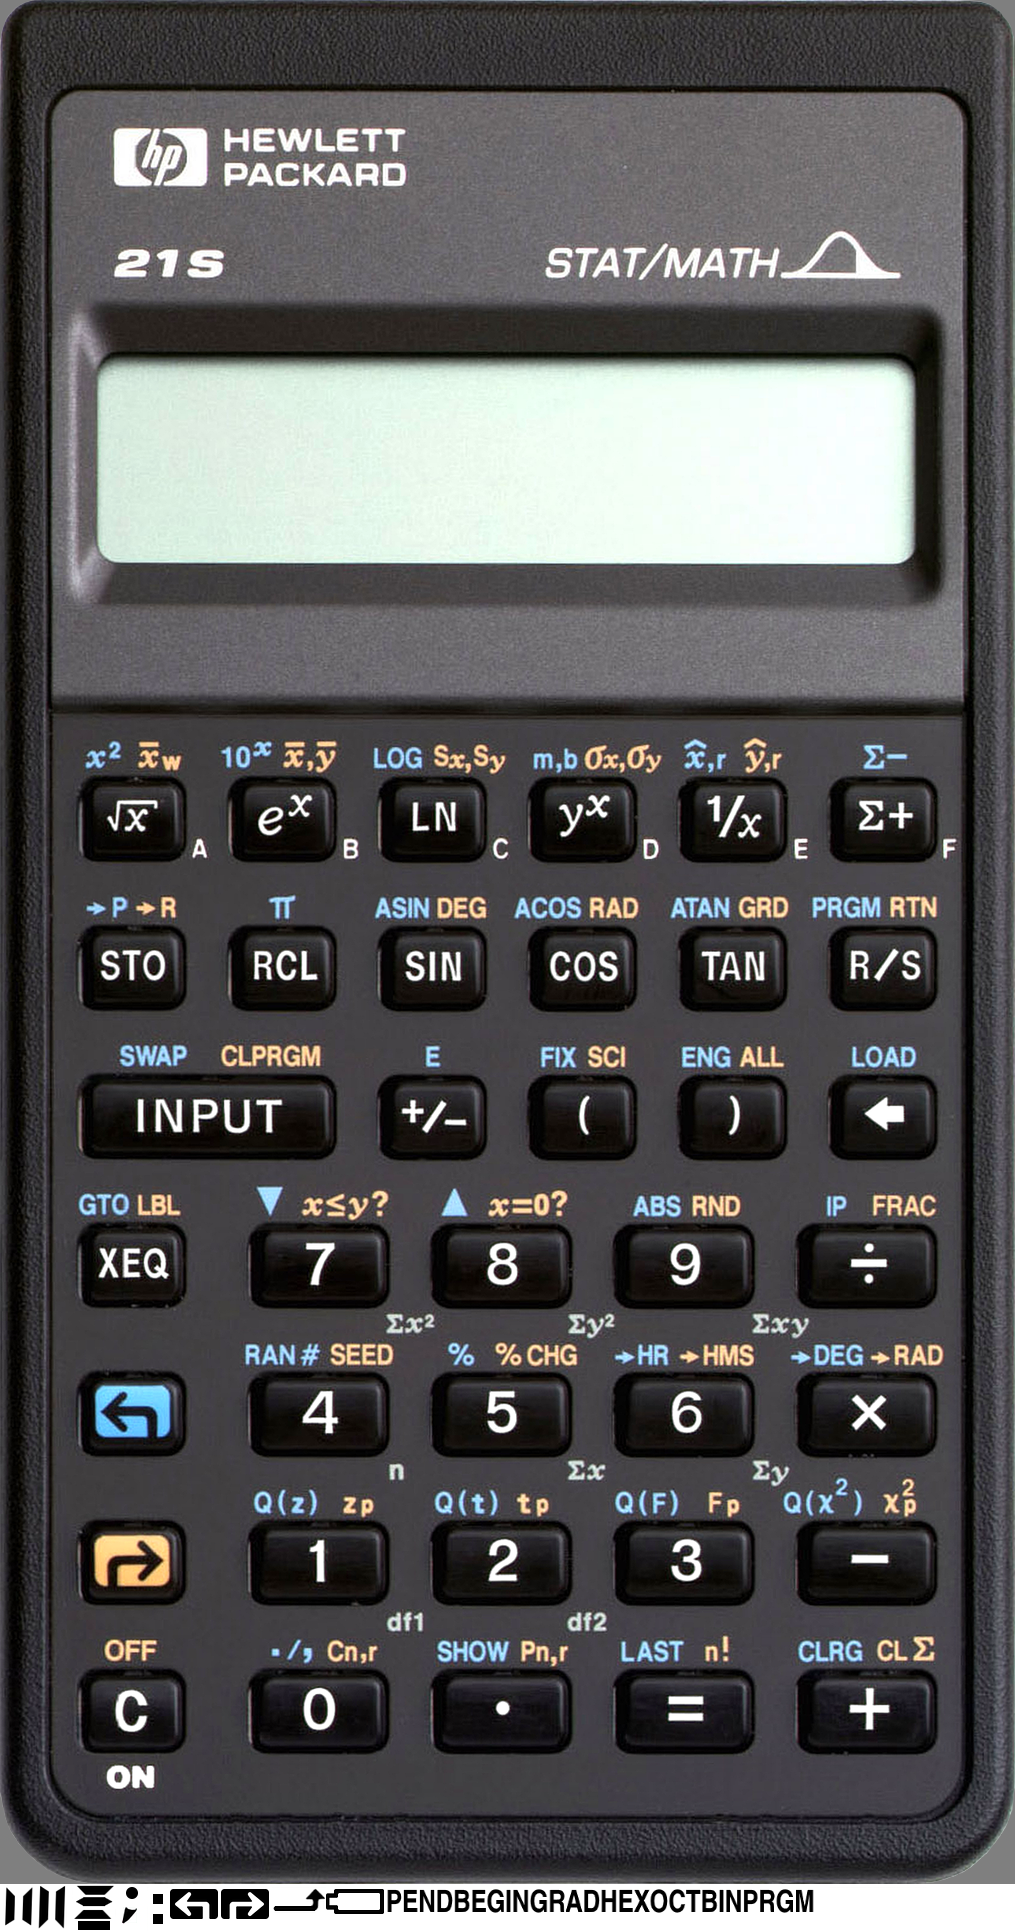 hp HEWLETT
PACKARD
21S STAT/MATH
x² x̄w 10ˣ x̄,ȳ LOG Sx,Sy m,b σx,σy x̂,r ŷ,r Σ−
√x A eˣ B LN C yˣ D 1/x E Σ+ F
→P →R π ASIN DEG ACOS RAD ATAN GRD PRGM RTN
STO RCL SIN COS TAN R/S
SWAP CLPRGM E FIX SCI ENG ALL LOAD
INPUT +/− ( ) ←
GTO LBL ▼ x≤y? ▲ x=0? ABS RND IP FRAC
XEQ 7 8 9 ÷
Σx² Σy² Σxy
RAN # SEED % %CHG →HR →HMS →DEG →RAD
4 5 6 ×
n Σx Σy
Q(z) zp Q(t) tp Q(F) Fp Q(χ²) χ²p
1 2 3 −
df1 df2
OFF ./, Cn,r SHOW Pn,r LAST n! CLRG CLΣ
C 0 . = +
ON
PENDBEGINGRADHEXOCTBINPRGM